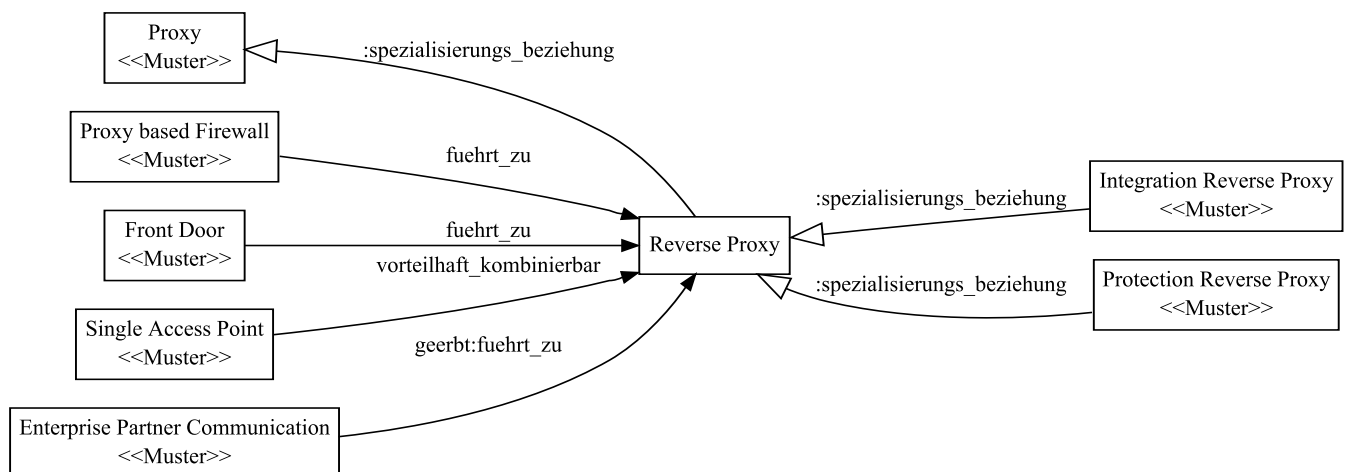 Proxy
<<Muster>>
:spezialisierungs_beziehung
Proxy based Firewall
<<Muster>>
fuehrt_zu
Front Door
<<Muster>>
fuehrt_zu
vorteilhaft_kombinierbar
Single Access Point
<<Muster>>
geerbt:fuehrt_zu
Enterprise Partner Communication
<<Muster>>
Reverse Proxy
:spezialisierungs_beziehung
Integration Reverse Proxy
<<Muster>>
:spezialisierungs_beziehung
Protection Reverse Proxy
<<Muster>>